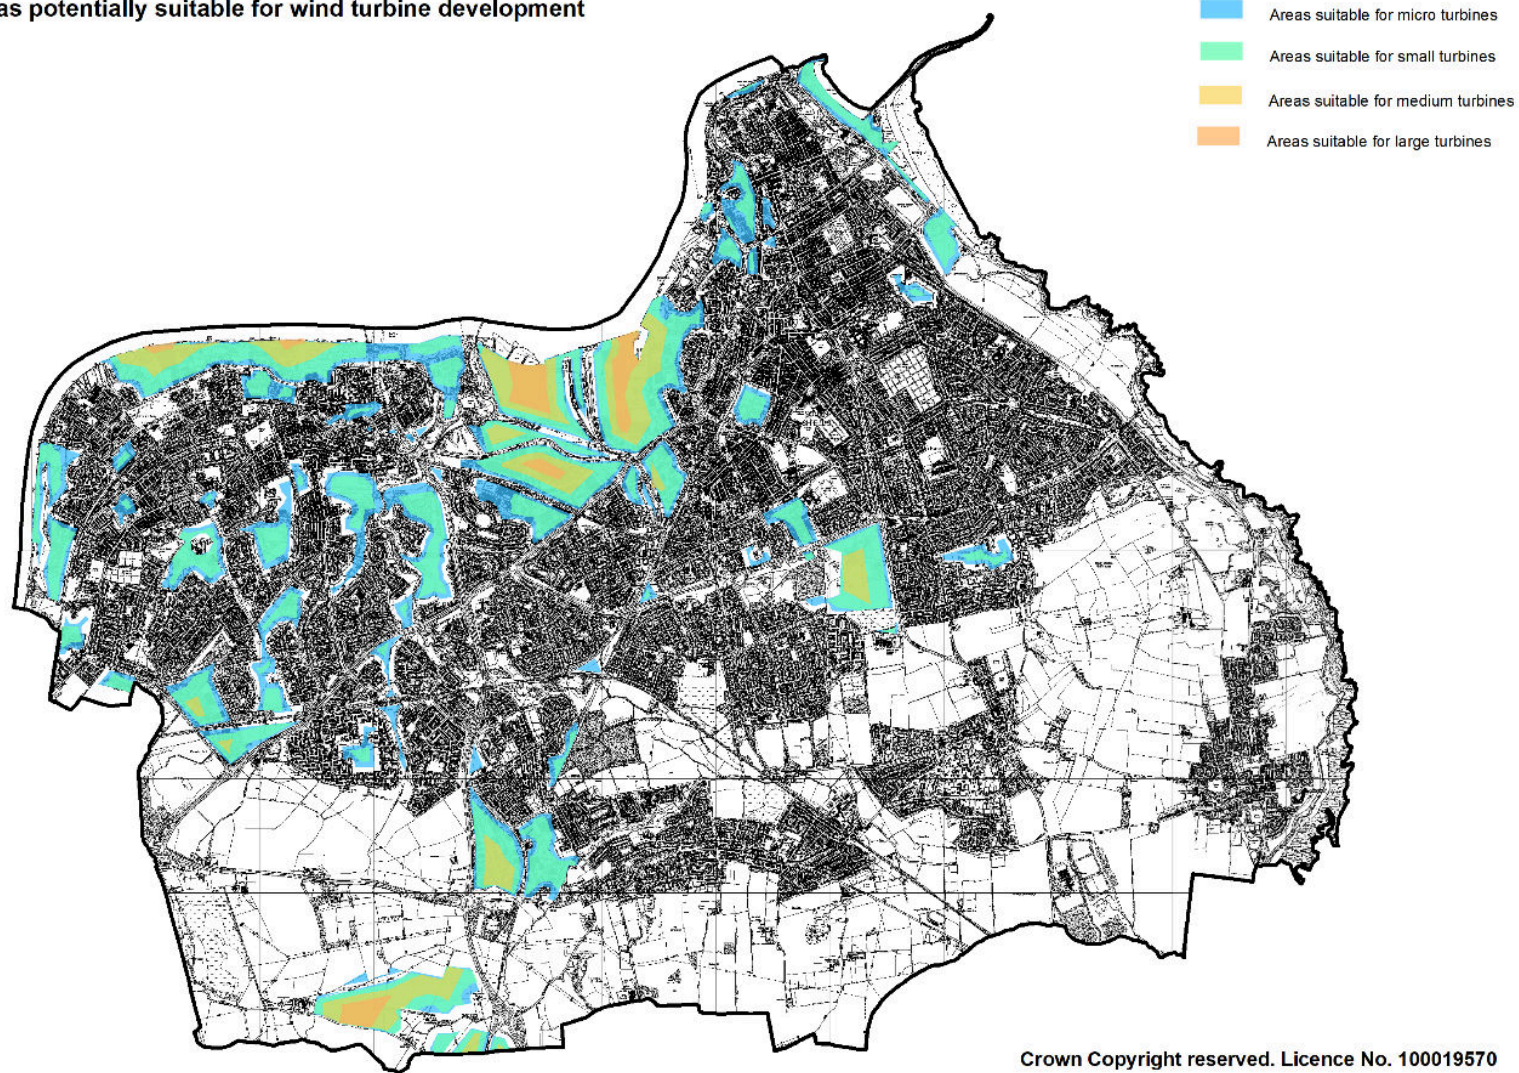 as potentially suitable for wind turbine development
Areas suitable for micro turbines
Areas suitable for small turbines
Areas suitable for medium turbines
Areas suitable for large turbines
Crown Copyright reserved. Licence No. 100019570